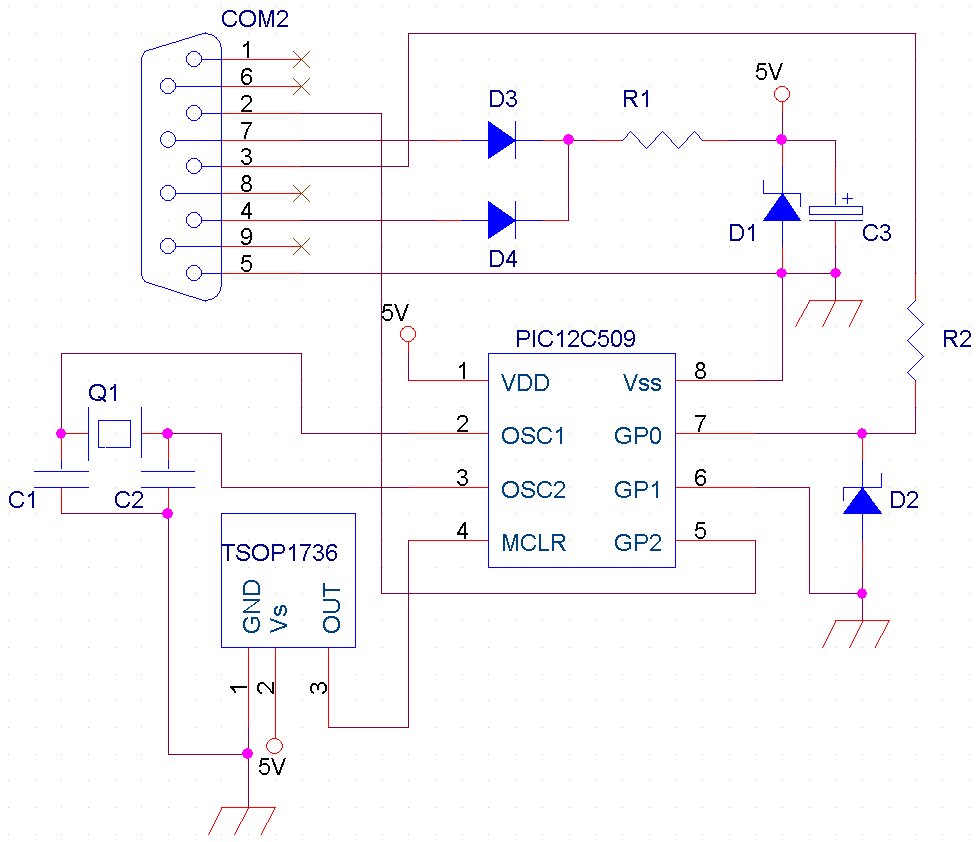 COM2
1
6
2
7
3
8
4
9
5
D3
R1
5V
D4
D1
+
C3
5V
PIC12C509
R2
1 VDD Vss 8
2 OSC1 GP0 7
3 OSC2 GP1 6
4 MCLR GP2 5
Q1
C1
C2
D2
TSOP1736
GND
Vs
OUT
1
2
3
5V